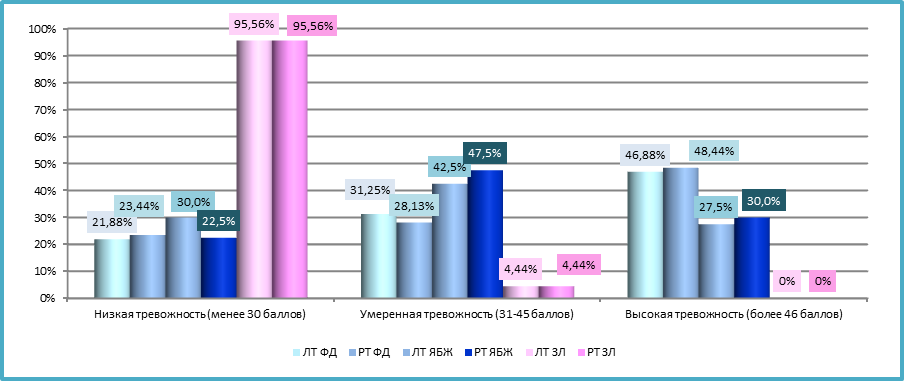 95,56% 95,56%
100%
90%
80%
70%
60%
50%
40%
30%
20%
10%
0%
21,88% 23,44% 30,0% 22,5%
31,25% 28,13% 42,5% 47,5% 4,44% 4,44%
46,88% 48,44% 27,5% 30,0% 0% 0%
Низкая тревожность (менее 30 баллов) Умеренная тревожность (31-45 баллов) Высокая тревожность (более 46 баллов)
ЛТ ФД РТ ФД ЛТ ЯБЖ РТ ЯБЖ ЛТ ЗЛ РТ ЗЛ